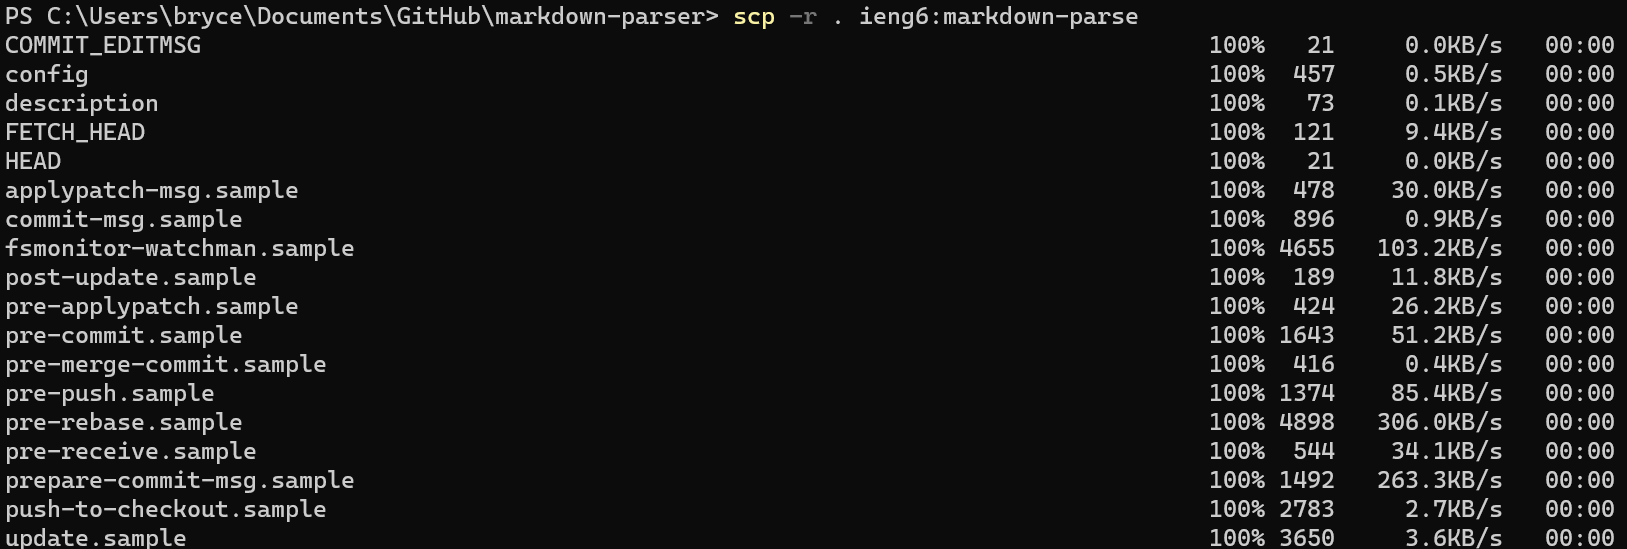 PS C:\Users\bryce\Documents\GitHub\markdown-parser> scp -r . ieng6:markdown-parse
COMMIT_EDITMSG 100% 21 0.0KB/s 00:00
config 100% 457 0.5KB/s 00:00
description 100% 73 0.1KB/s 00:00
FETCH_HEAD 100% 121 9.4KB/s 00:00
HEAD 100% 21 0.0KB/s 00:00
applypatch-msg.sample 100% 478 30.0KB/s 00:00
commit-msg.sample 100% 896 0.9KB/s 00:00
fsmonitor-watchman.sample 100% 4655 103.2KB/s 00:00
post-update.sample 100% 189 11.8KB/s 00:00
pre-applypatch.sample 100% 424 26.2KB/s 00:00
pre-commit.sample 100% 1643 51.2KB/s 00:00
pre-merge-commit.sample 100% 416 0.4KB/s 00:00
pre-push.sample 100% 1374 85.4KB/s 00:00
pre-rebase.sample 100% 4898 306.0KB/s 00:00
pre-receive.sample 100% 544 34.1KB/s 00:00
prepare-commit-msg.sample 100% 1492 263.3KB/s 00:00
push-to-checkout.sample 100% 2783 2.7KB/s 00:00
update.sample 100% 3650 3.6KB/s 00:00